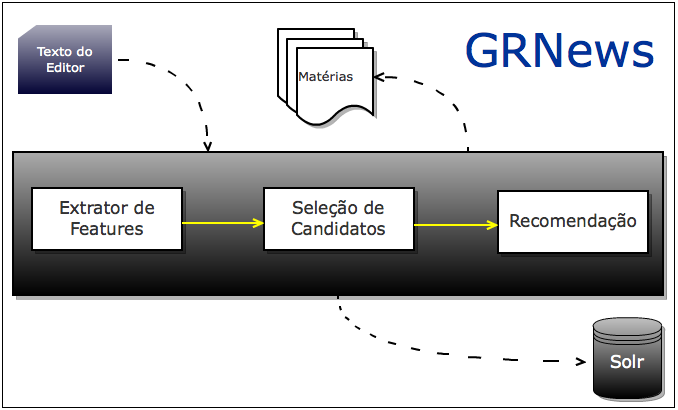 GRNews
Texto do
Editor
Matérias
Extrator de
Features
Seleção de
Candidatos
Recomendação
Solr